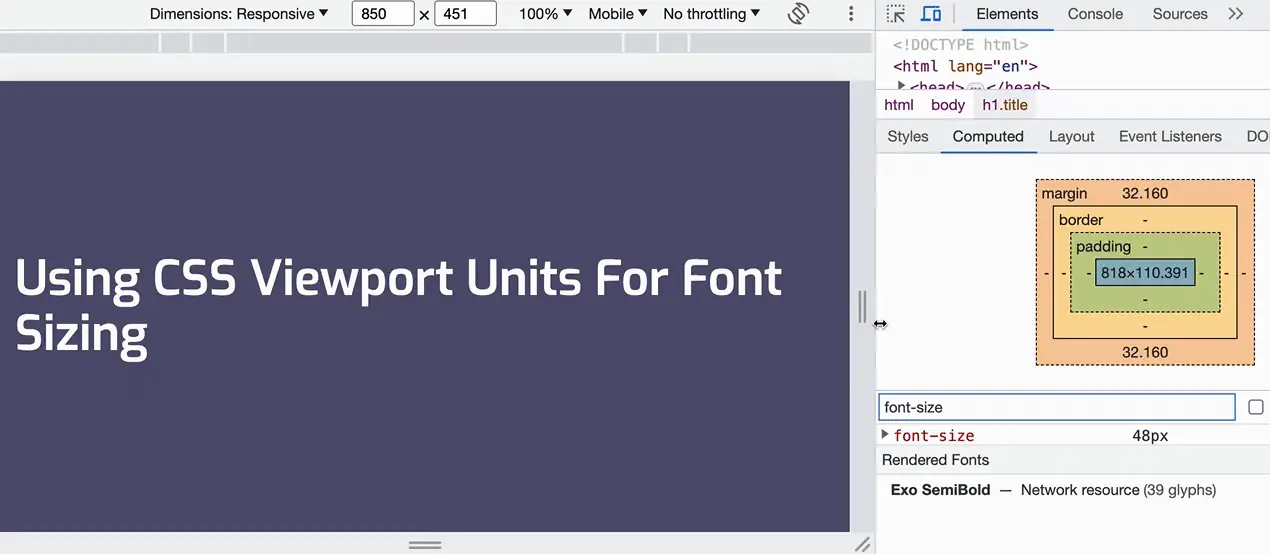 Dimensions: Responsive ▼ 850 × 451 100% ▼ Mobile ▼ No throttling ▼
Elements Console Sources
<!DOCTYPE html>
<html lang="en">
▶ <head> … </head>
html body h1.title
Styles Computed Layout Event Listeners DO
margin 32.160
border -
padding -
- - - 818×110.391 - - -
-
-
32.160
Using CSS Viewport Units For Font
Sizing
font-size
font-size 48px
Rendered Fonts
Exo SemiBold — Network resource (39 glyphs)